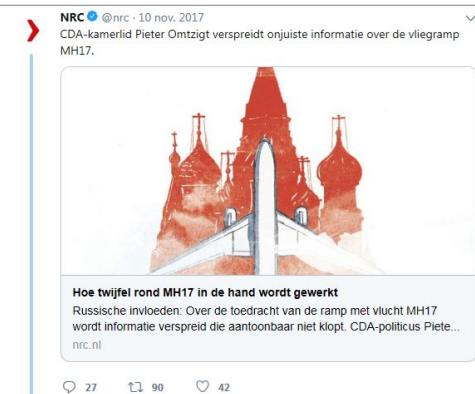 NRC @nrc · 10 nov. 2017
CDA-kamerlid Pieter Omtzigt verspreidt onjuiste informatie over de vliegramp
MH17.
Hoe twijfel rond MH17 in de hand wordt gewerkt
Russische invloeden: Over de toedracht van de ramp met vlucht MH17
wordt informatie verspreid die aantoonbaar niet klopt. CDA-politicus Piete...
nrc.nl
27 90 42